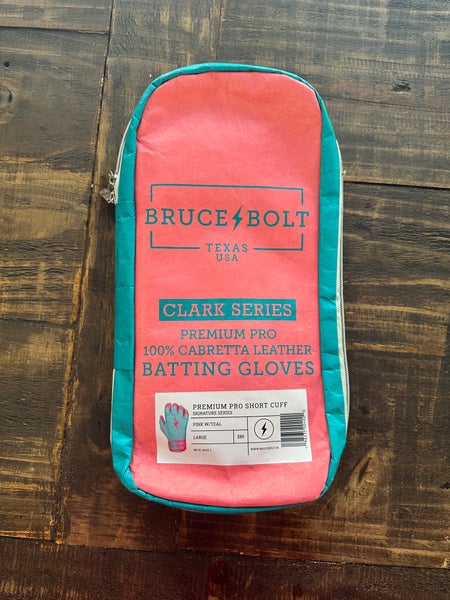 BRUCE BOLT
TEXAS
USA
CLARK SERIES
PREMIUM PRO
100% CABRETTA LEATHER
BATTING GLOVES
PREMIUM PRO SHORT CUFF
SIGNATURE SERIES
PINK W/TEAL
LARGE